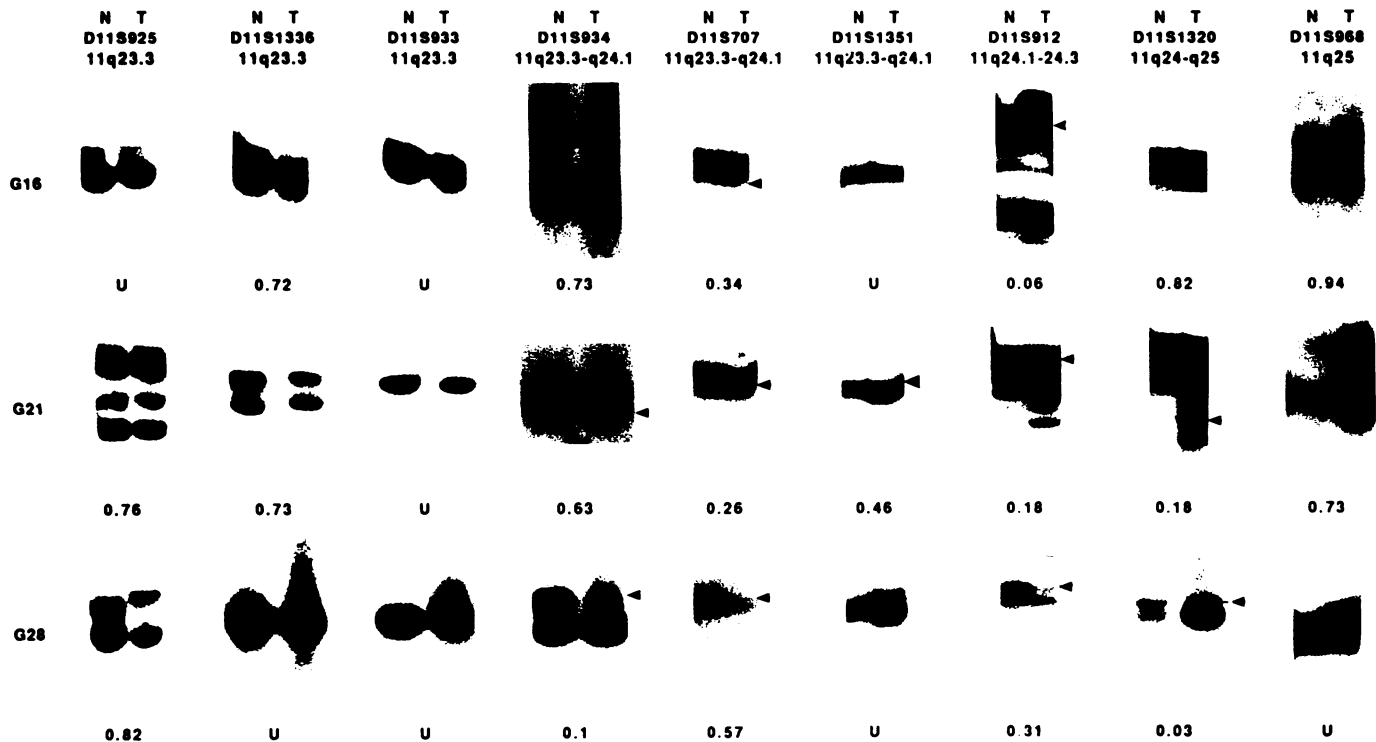 N T N T N T N T N T N T N T N T N T
D11S925 D11S1336 D11S933 D11S934 D11S707 D11S1351 D11S912 D11S1320 D11S968
11q23.3 11q23.3 11q23.3 11q23.3-q24.1 11q23.3-q24.1 11q23.3-q24.1 11q24.1-24.3 11q24-q25 11q25
G16
U 0.72 U 0.73 0.34 U 0.06 0.82 0.94
G21
0.76 0.73 U 0.63 0.26 0.46 0.18 0.18 0.73
G28
0.82 U U 0.1 0.57 U 0.31 0.03 U